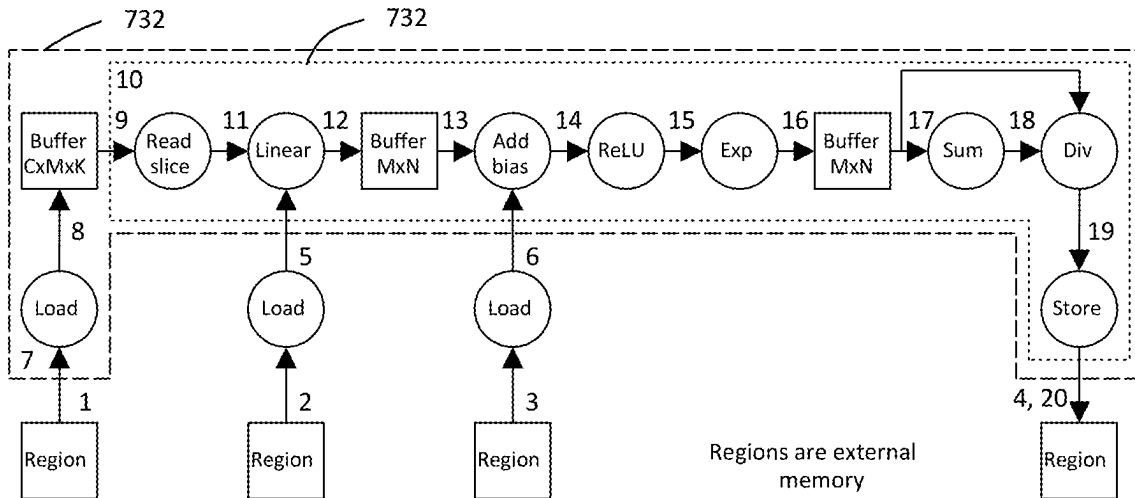 732
732
10
9
11
12
13
14
15
16
17
18
Buffer
CxMxK
Read
slice
Linear
Buffer
MxN
Add
bias
ReLU
Exp
Buffer
MxN
Sum
Div
8
5
6
19
Load
Load
Load
Store
7
1
2
3
4, 20
Region
Region
Region
Regions are external
memory
Region